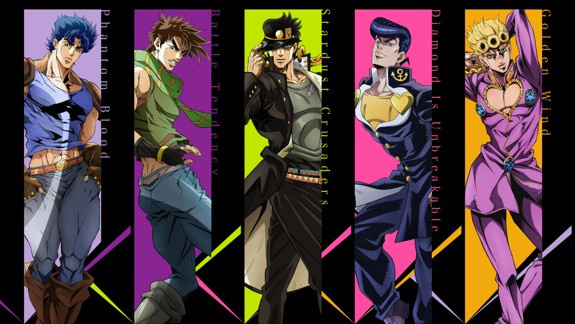 Phantom Blood
Battle Tendency
Stardust Crusaders
Diamond Is Unbreakable
Golden Wind